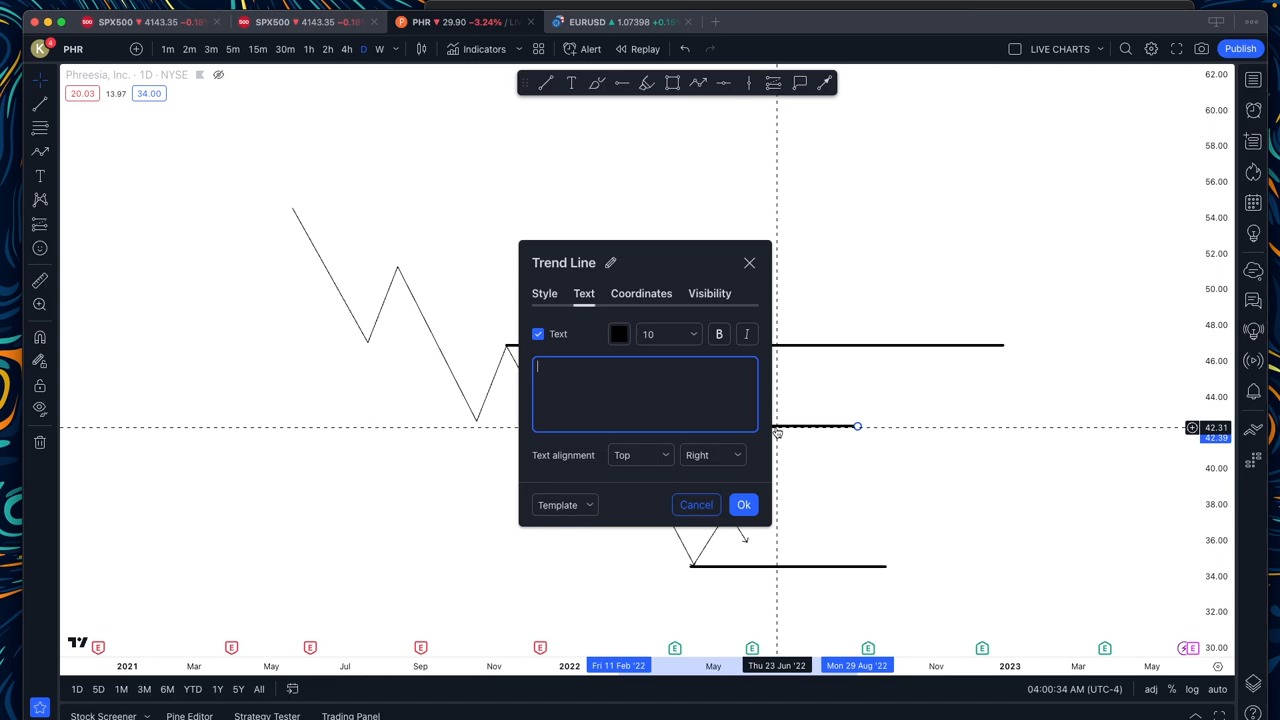 SPX500 4143.35 -0.18%
SPX500 4143.35 -0.18%
PHR 29.90 −3.24% / LIV
EURUSD 1.07398 +0.15
K 4 PHR
1m 2m 3m 5m 15m 30m 1h 2h 4h D W
Indicators
Alert
Replay
LIVE CHARTS
Publish
Phreesia, Inc. · 1D · NYSE
20.03 13.97 34.00
62.00
60.00
58.00
56.00
54.00
52.00
50.00
48.00
46.00
44.00
42.31
42.39
40.00
38.00
36.00
34.00
32.00
30.00
Trend Line
Style Text Coordinates Visibility
Text 10 B I
Text alignment Top Right
Template Cancel Ok
E E E E E E E E E E E
2021 Mar May Jul Sep Nov 2022 Fri 11 Feb '22 May Thu 23 Jun '22 Mon 29 Aug '22 Nov 2023 Mar May
1D 5D 1M 3M 6M YTD 1Y 5Y All
04:00:34 AM (UTC-4) adj % log auto
Stock Screener Pine Editor Strategy Tester Trading Panel